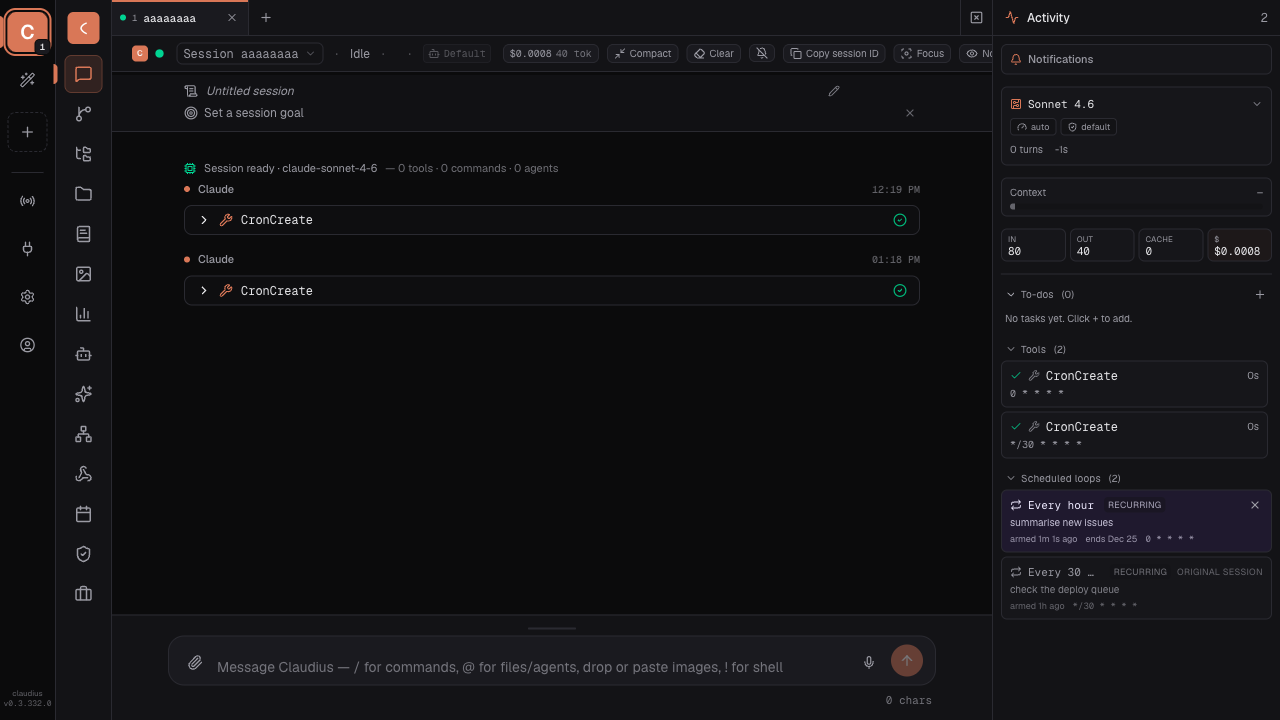 C
1
claudius
v0.3.332.0
1 aaaaaaaa
C Session aaaaaaaa · Idle · · Default $0.0008 40 tok Compact Clear Copy session ID Focus
Untitled session
Set a session goal
Session ready · claude-sonnet-4-6 — 0 tools · 0 commands · 0 agents
Claude 12:19 PM
CronCreate
Claude 01:18 PM
CronCreate
Message Claudius — / for commands, @ for files/agents, drop or paste images, ! for shell
0 chars
Activity 2
Notifications
Sonnet 4.6
auto default
0 turns ~1s
Context –
IN OUT CACHE $
80 40 0 $0.0008
To-dos (0)
No tasks yet. Click + to add.
Tools (2)
CronCreate 0s
0 * * * *
CronCreate 0s
*/30 * * * *
Scheduled loops (2)
Every hour RECURRING
summarise new issues
armed 1m 1s ago ends Dec 25 0 * * * *
Every 30 … RECURRING ORIGINAL SESSION
check the deploy queue
armed 1h ago */30 * * * *